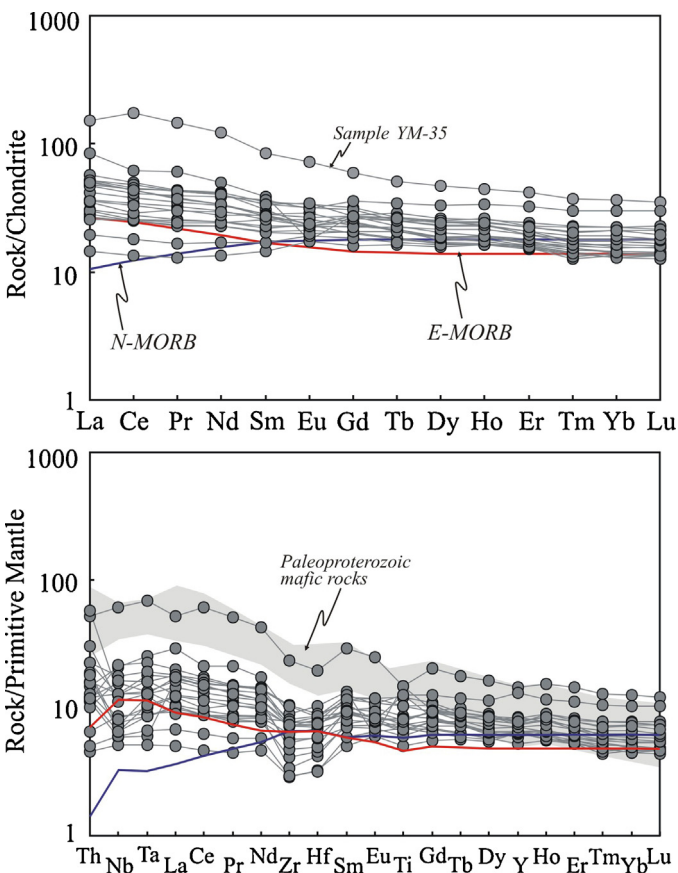 1000
Rock/Chondrite
Sample YM-35
100
10
N-MORB
E-MORB
1
La Ce Pr Nd Sm Eu Gd Tb Dy Ho Er Tm Yb Lu
1000
Rock/Primitive Mantle
Paleoproterozoic
mafic rocks
100
10
1
Th Nb Ta La Ce Pr Nd Zr Hf Sm Eu Ti Gd Tb Dy Y Ho Er Tm Yb Lu